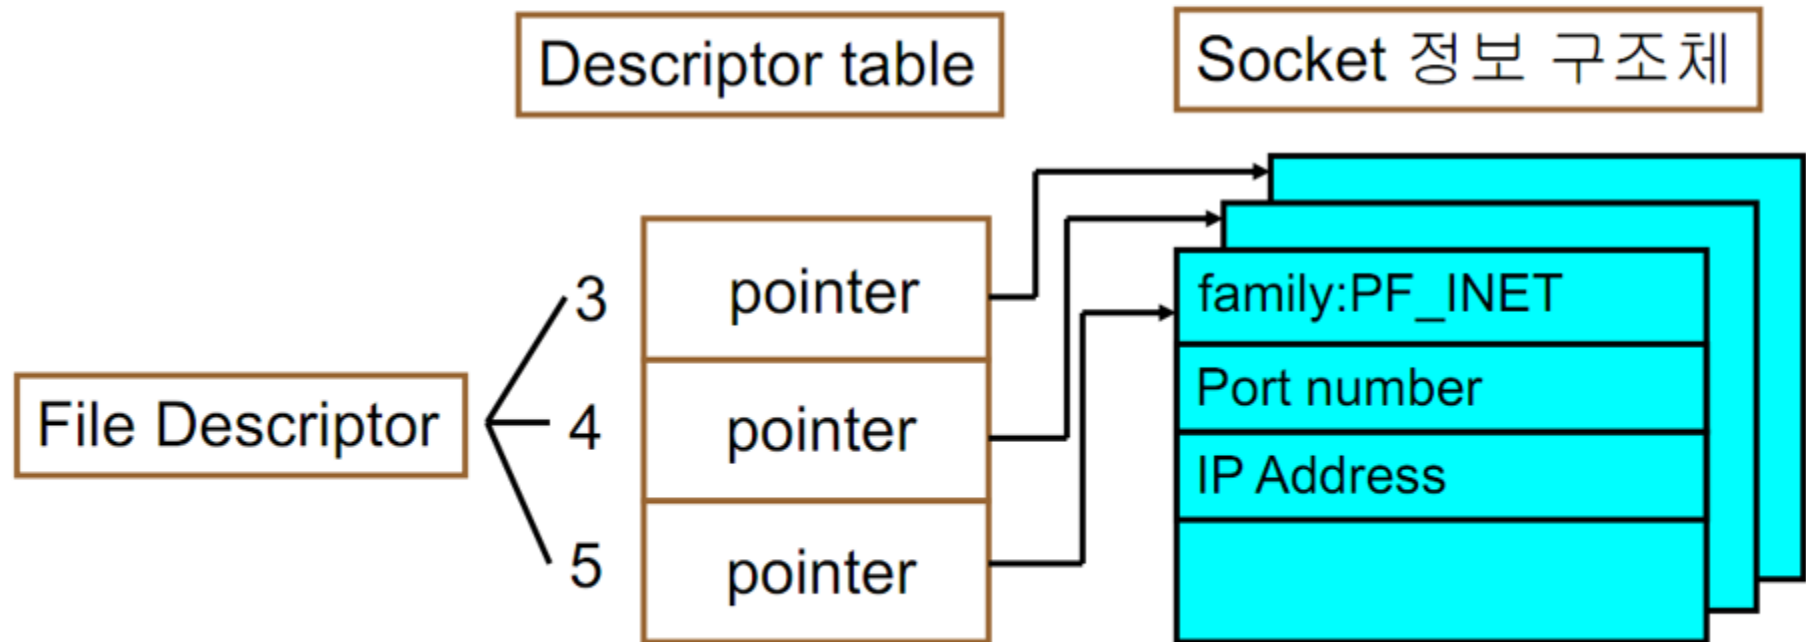 Descriptor table
Socket 정보 구조체
File Descriptor
3
pointer
4
pointer
5
pointer
family:PF_INET
Port number
IP Address